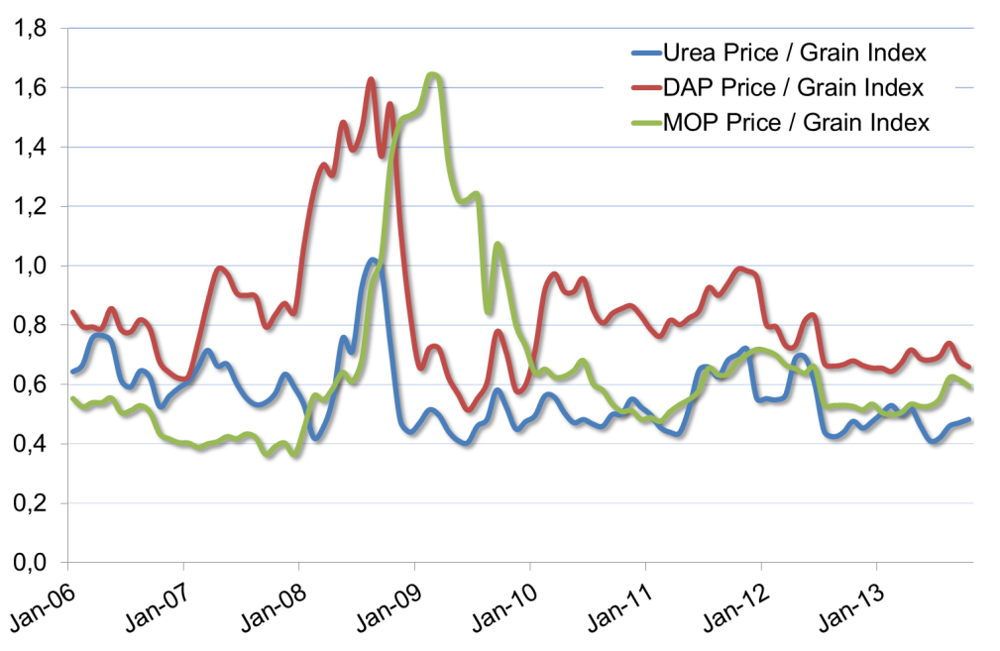 1,8
1,6
1,4
1,2
1,0
0,8
0,6
0,4
0,2
0,0
Urea Price / Grain Index
DAP Price / Grain Index
MOP Price / Grain Index
Jan-06
Jan-07
Jan-08
Jan-09
Jan-10
Jan-11
Jan-12
Jan-13